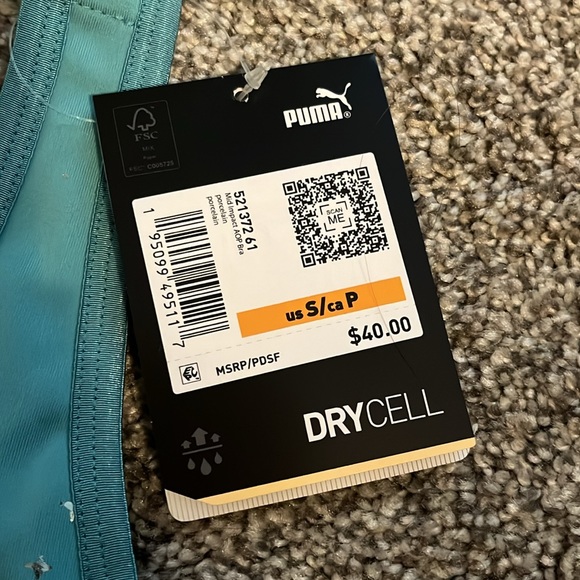 PUMA®
FSC
MIX
521372 61
Mid Impact AOP Bra
porcelain
porcelain
SCAN
ME
1 95099 49511 7
us S/ca P
$40.00
MSRP/PDSF
DRYCELL